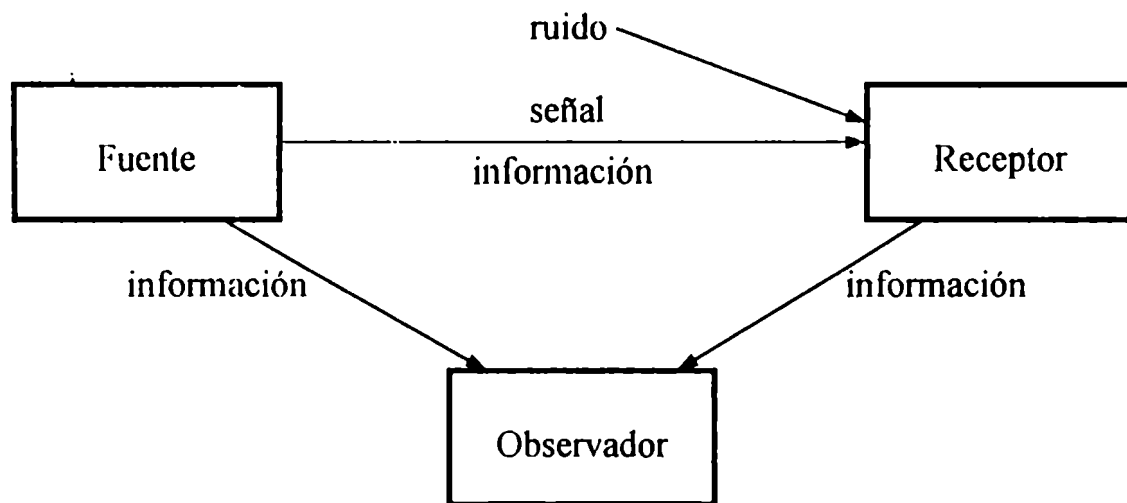 ruido
señal
Fuente
Receptor
información
información
información
Observador